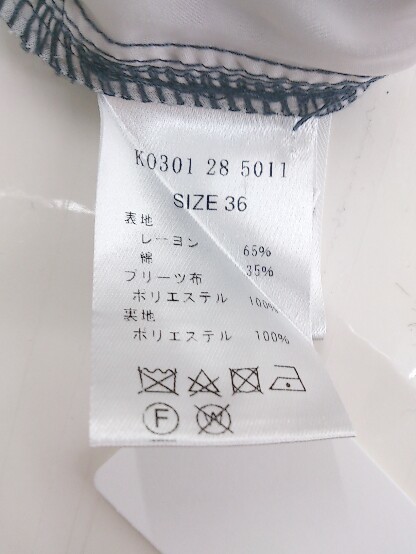 K0301 28 5011
SIZE 36
表地
レーヨン 65%
綿 35%
プリーツ布
ポリエステル 100%
裏地
ポリエステル 100%
F
W